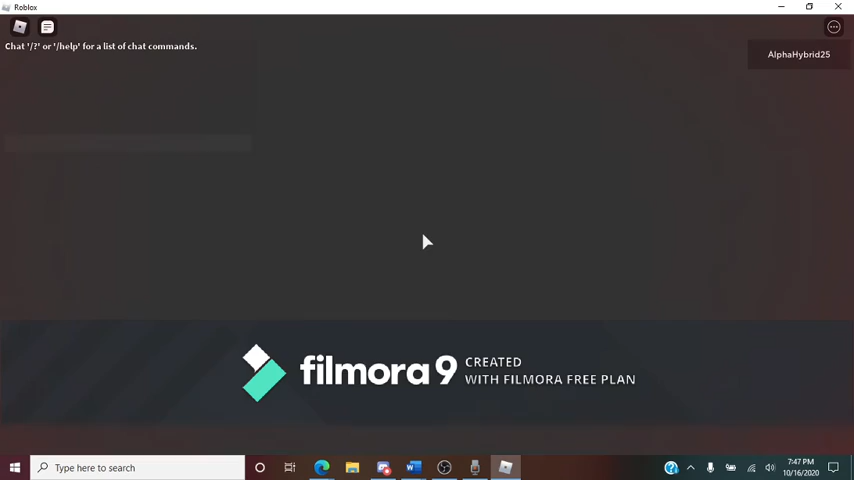 Roblox
Chat '/?' or '/help' for a list of chat commands.
AlphaHybrid25
filmora 9
CREATED
WITH FILMORA FREE PLAN
Type here to search
7:47 PM
10/16/2020